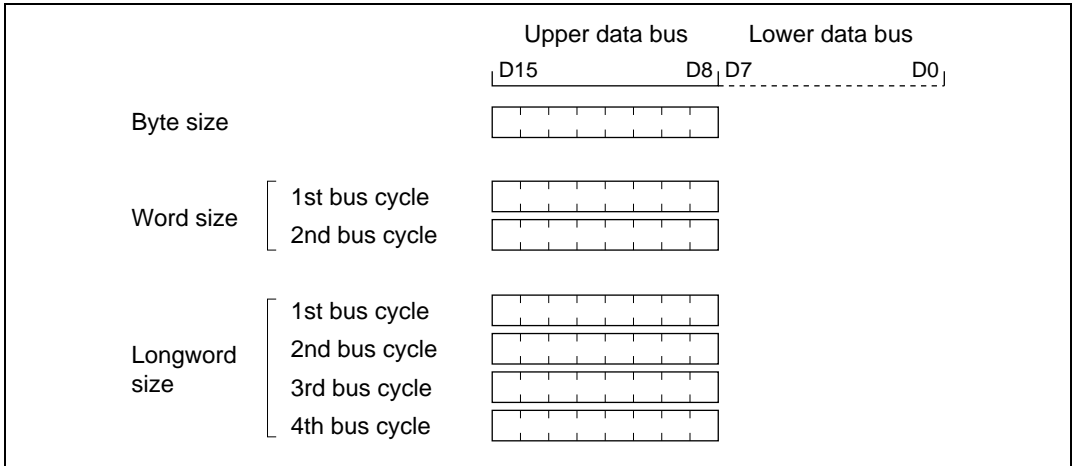 Upper data bus Lower data bus
D15 D8 D7 D0
Byte size
Word size
1st bus cycle
2nd bus cycle
Longword
size
1st bus cycle
2nd bus cycle
3rd bus cycle
4th bus cycle